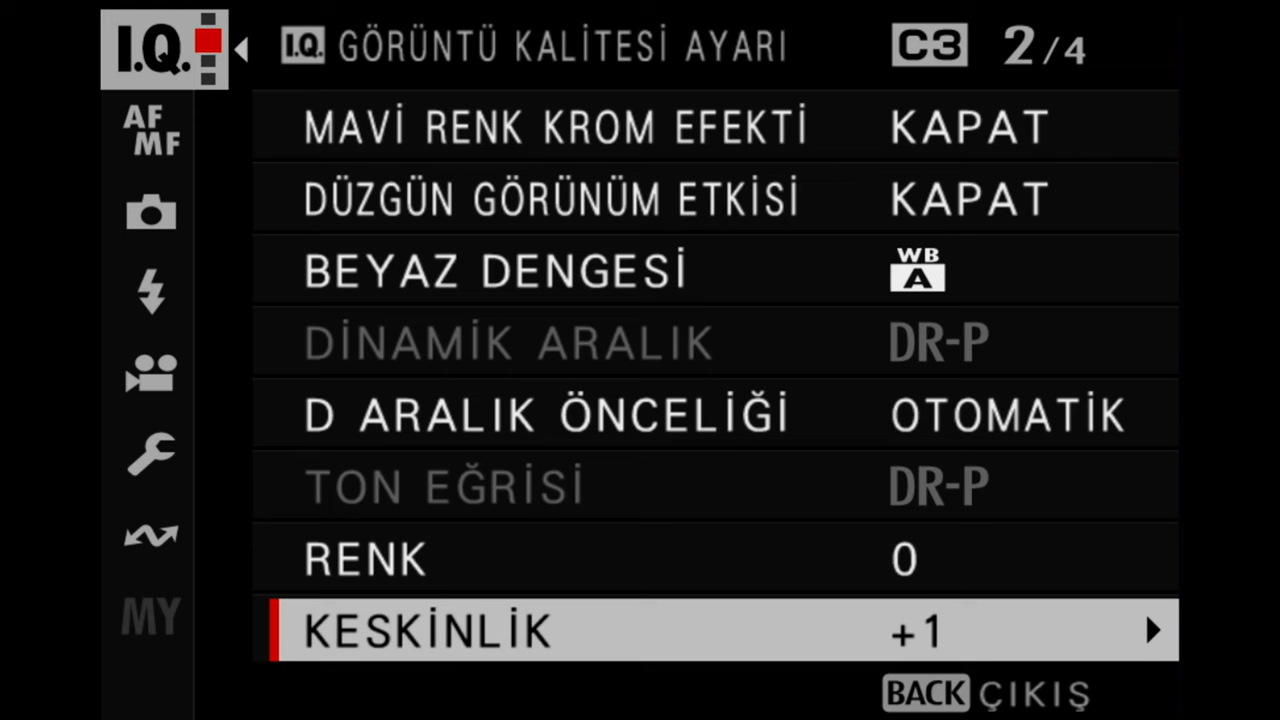 I.Q. I.Q. GÖRÜNTÜ KALİTESİ AYARI C3 2/4
AF
MF
MAVİ RENK KROM EFEKTİ KAPAT
DÜZGÜN GÖRÜNÜM ETKİSİ KAPAT
BEYAZ DENGESİ WB A
DİNAMİK ARALIK DR-P
D ARALIK ÖNCELİĞİ OTOMATİK
TON EĞRİSİ DR-P
RENK 0
MY
KESKİNLİK +1
BACK ÇIKIŞ